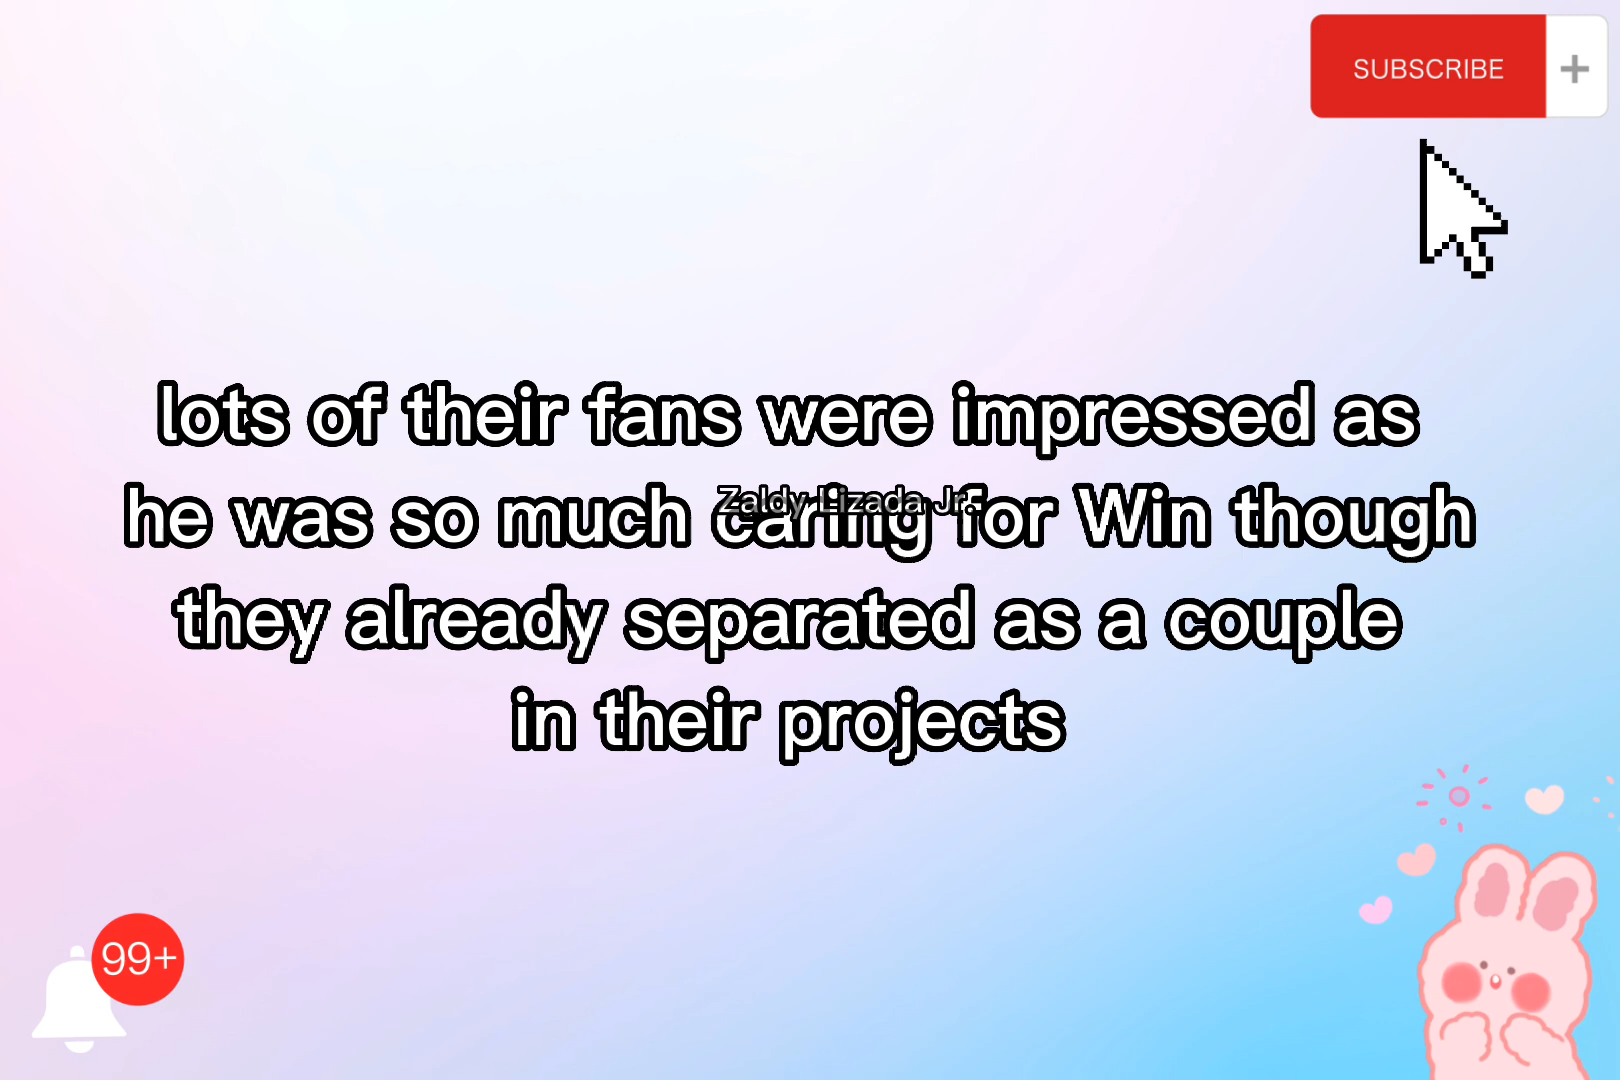 SUBSCRIBE +
lots of their fans were impressed as
he was so much caring for Win though
Zaldy Lizada Jr.
they already separated as a couple
in their projects
99+